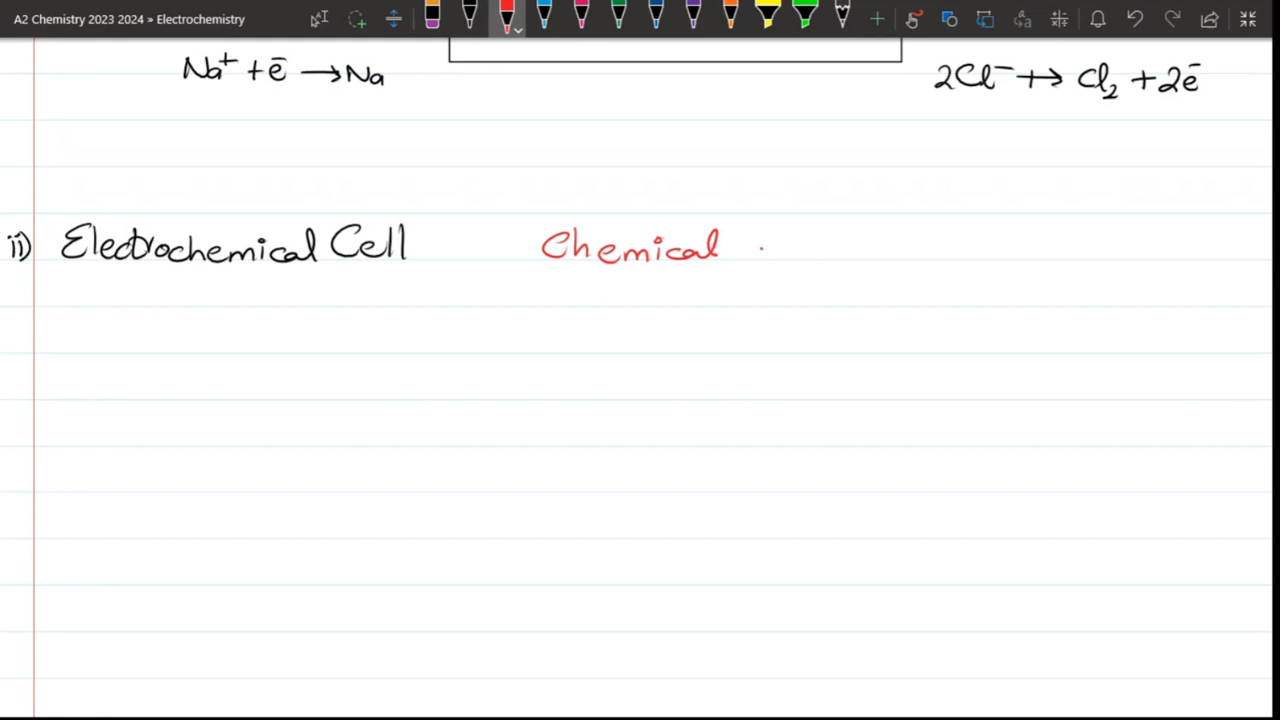 A2 Chemistry 2023 2024 » Electrochemistry
Na⁺ + e⁻ → Na
2Cl⁻ → Cl₂ + 2e⁻
ii) Electrochemical Cell Chemical